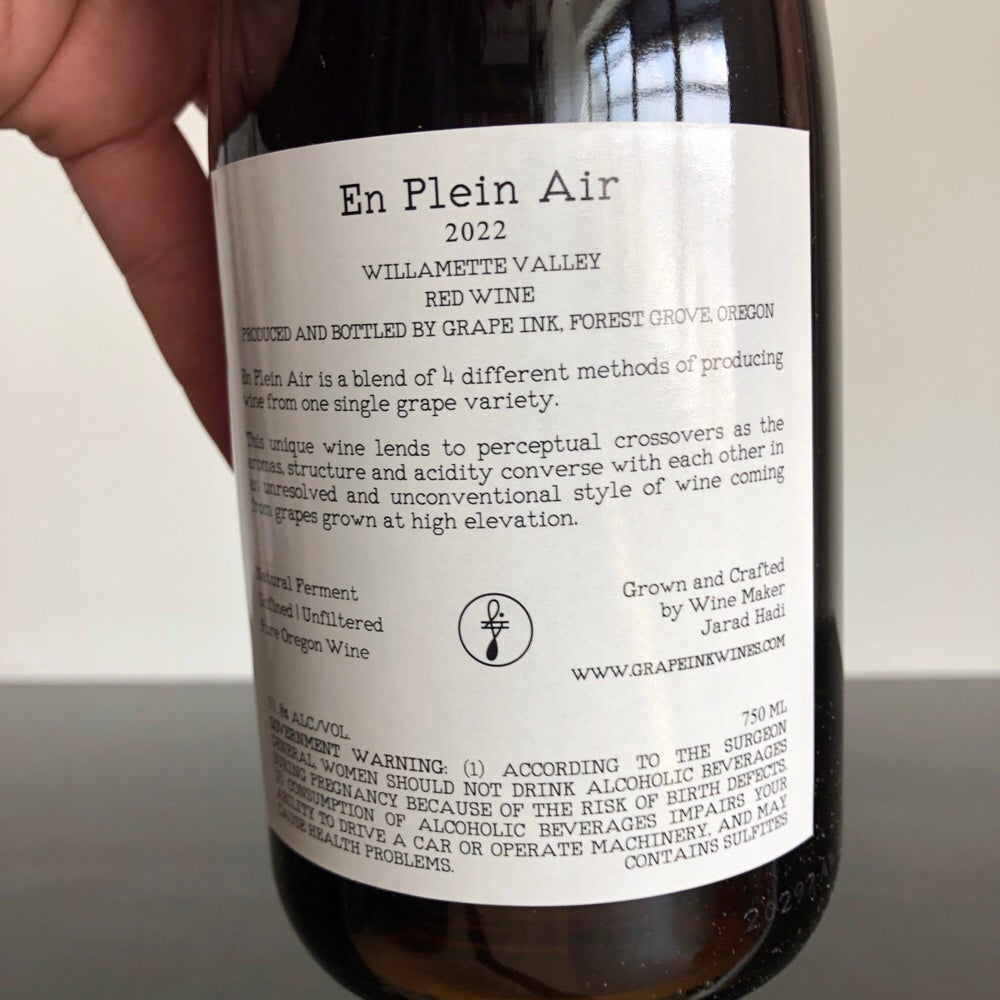 En Plein Air
2022
WILLAMETTE VALLEY
RED WINE
PRODUCED AND BOTTLED BY GRAPE INK, FOREST GROVE, OREGON
En Plein Air is a blend of 4 different methods of producing
wine from one single grape variety.
This unique wine lends to perceptual crossovers as the
aromas, structure and acidity converse with each other in
an unresolved and unconventional style of wine coming
from grapes grown at high elevation.
Natural Ferment
Unfined | Unfiltered
Pure Oregon Wine
Grown and Crafted
by Wine Maker
Jarad Hadi
WWW.GRAPEINKWINES.COM
ALC./VOL.
750 ML
GOVERNMENT WARNING: (1) ACCORDING TO THE SURGEON
GENERAL WOMEN SHOULD NOT DRINK ALCOHOLIC BEVERAGES
DURING PREGNANCY BECAUSE OF THE RISK OF BIRTH DEFECTS.
(2) CONSUMPTION OF ALCOHOLIC BEVERAGES IMPAIRS YOUR
ABILITY TO DRIVE A CAR OR OPERATE MACHINERY, AND MAY
CAUSE HEALTH PROBLEMS.
CONTAINS SULFITES